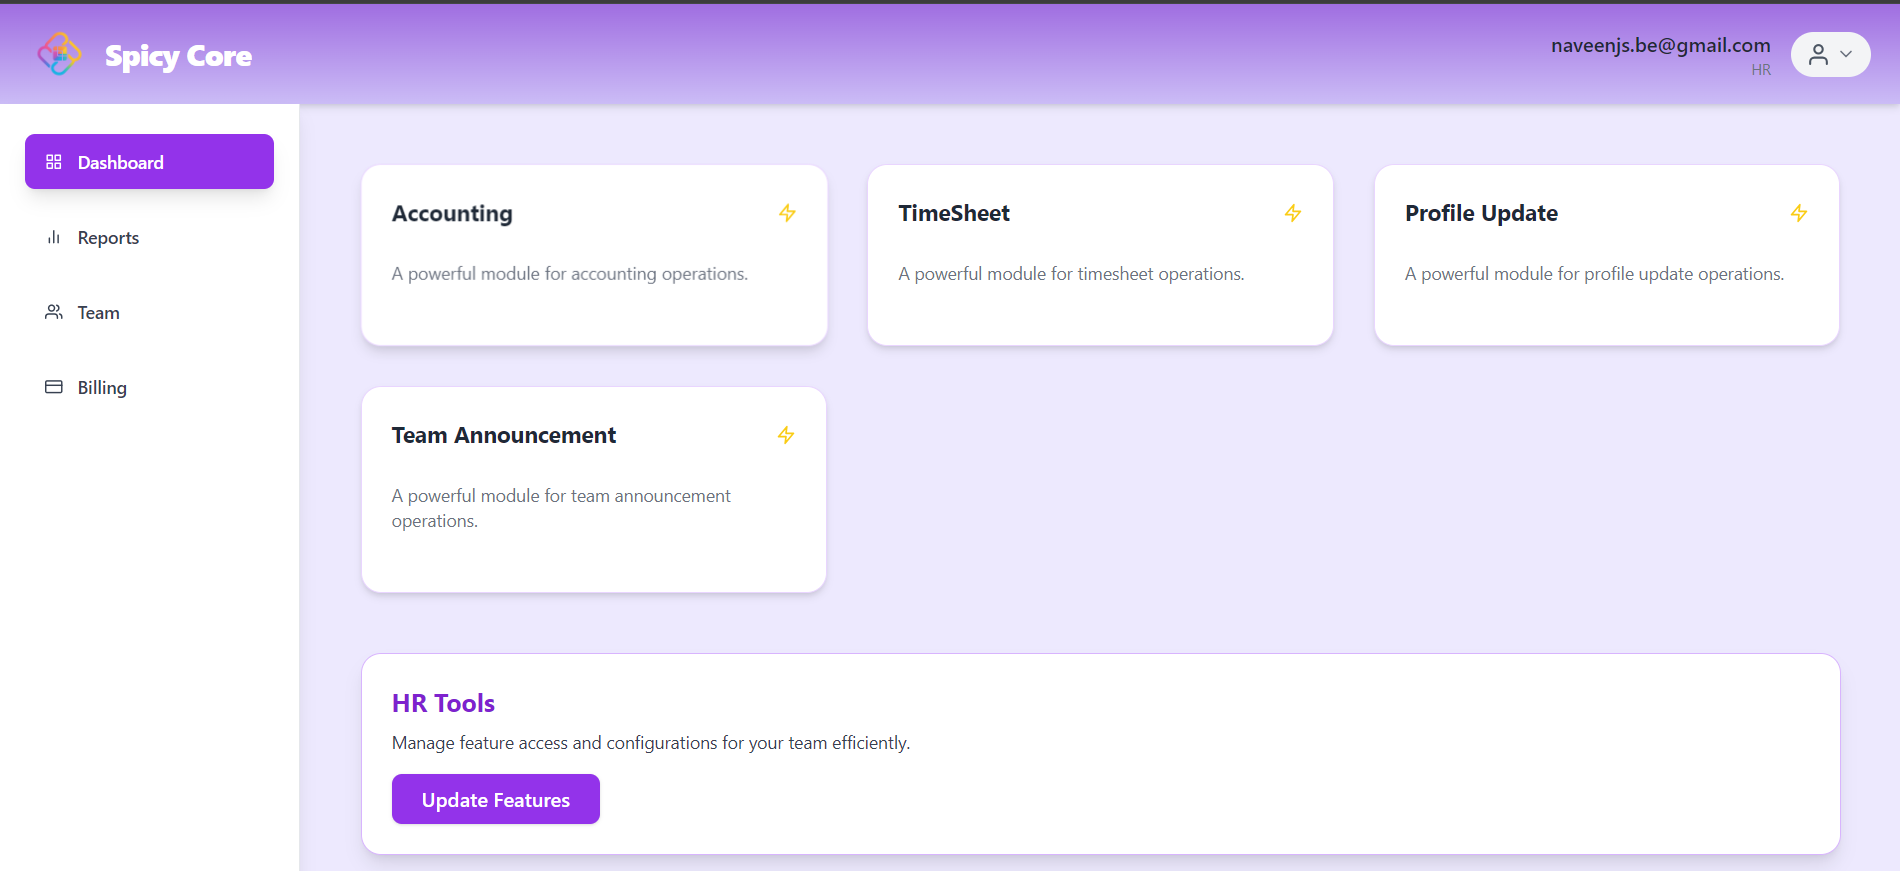 Spicy Core
naveenjs.be@gmail.com
HR
Dashboard
Reports
Team
Billing
Accounting
A powerful module for accounting operations.
TimeSheet
A powerful module for timesheet operations.
Profile Update
A powerful module for profile update operations.
Team Announcement
A powerful module for team announcement
operations.
HR Tools
Manage feature access and configurations for your team efficiently.
Update Features